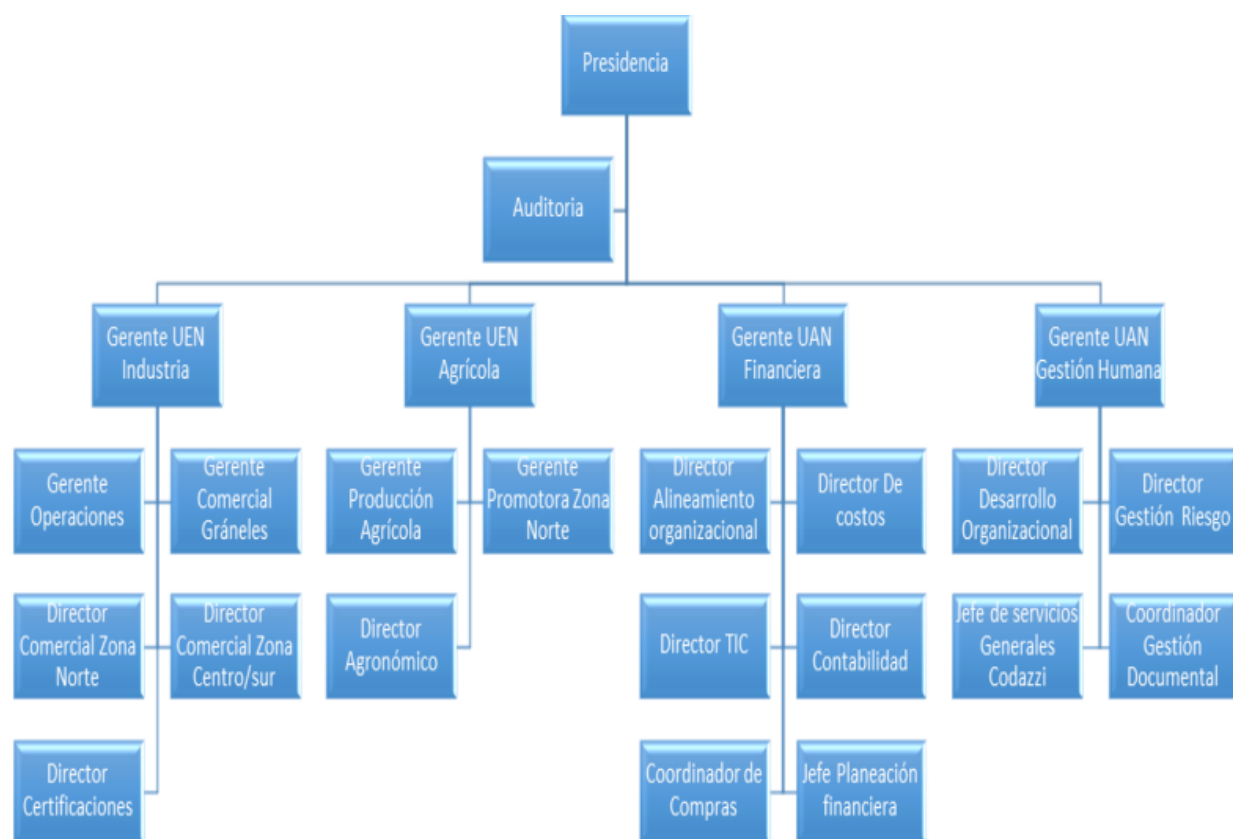 Presidencia
Auditoria
Gerente UEN
Industria
Gerente UEN
Agrícola
Gerente UAN
Financiera
Gerente UAN
Gestión Humana
Gerente
Operaciones
Gerente
Comercial
Gráneles
Gerente
Producción
Agrícola
Gerente
Promotora Zona
Norte
Director
Alineamiento
organizacional
Director De
costos
Director
Desarrollo
Organizacional
Director
Gestión Riesgo
Director
Comercial Zona
Norte
Director
Comercial Zona
Centro/sur
Director
Agronómico
Director TIC
Director
Contabilidad
Jefe de servicios
Generales
Codazzi
Coordinador
Gestión
Documental
Director
Certificaciones
Coordinador de
Compras
Jefe Planeación
financiera